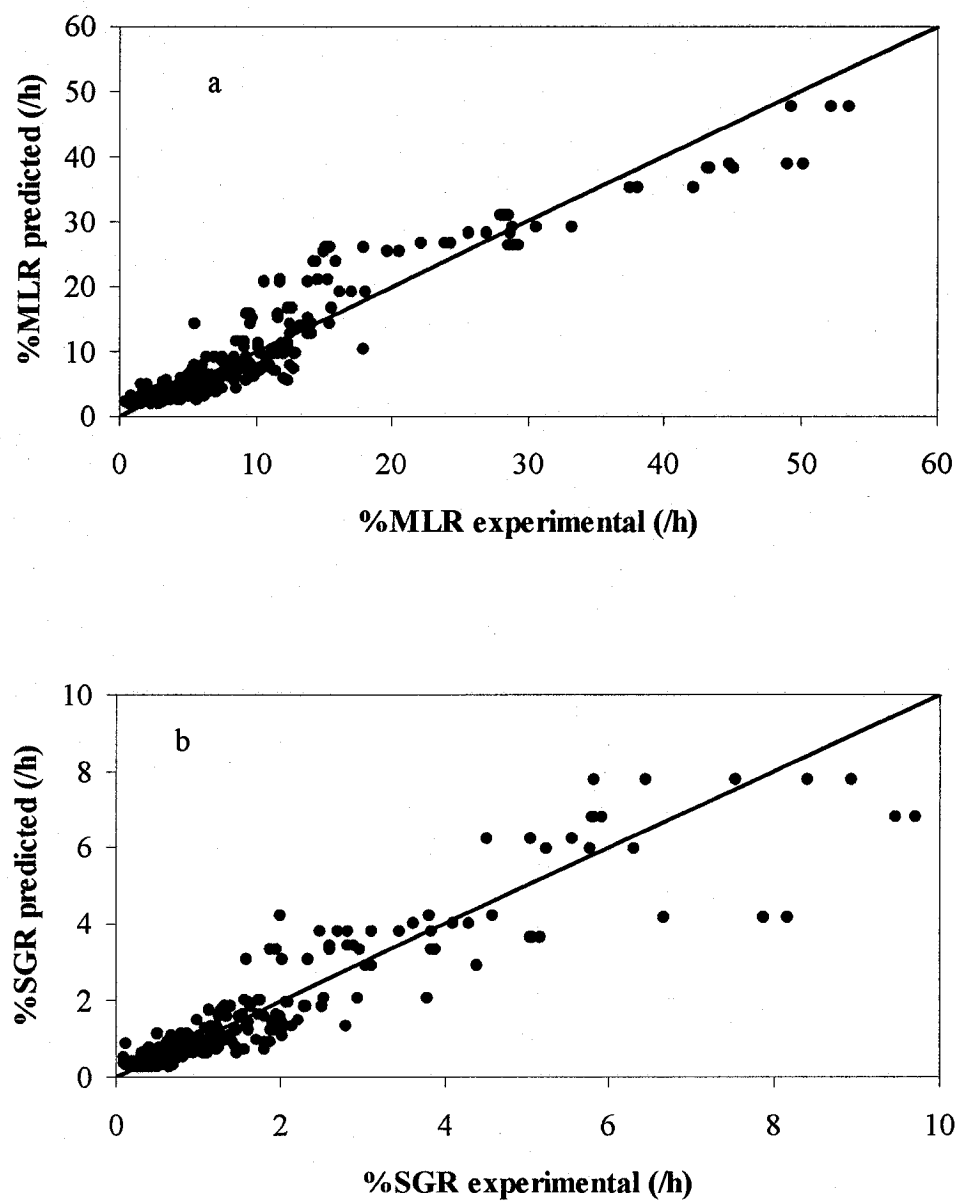 60
50
40
30
20
10
0
%MLR predicted (/h)
a
0 10 20 30 40 50 60
%MLR experimental (/h)
10
8
6
4
2
0
%SGR predicted (/h)
b
0 2 4 6 8 10
%SGR experimental (/h)